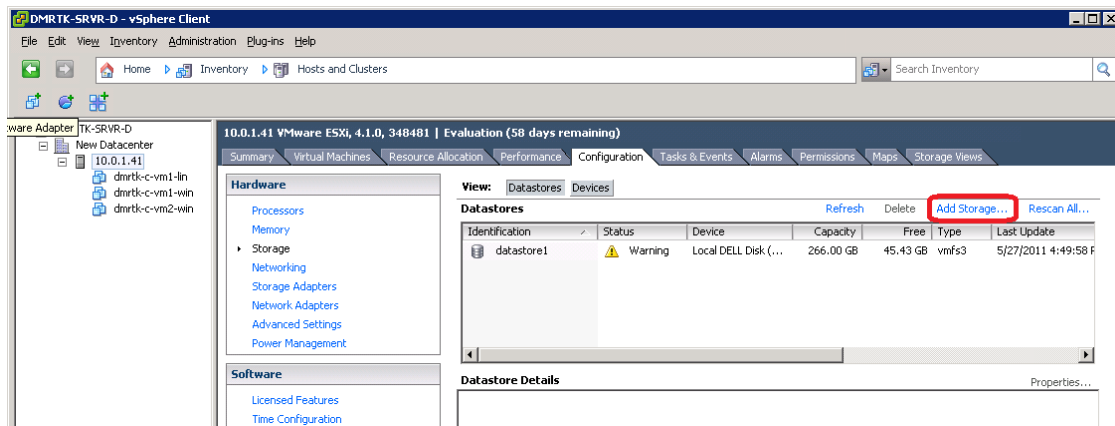 DMRTK-SRVR-D - vSphere Client
File Edit View Inventory Administration Plug-ins Help
Home Inventory Hosts and Clusters Search Inventory
ware Adapter TK-SRVR-D
New Datacenter
10.0.1.41
dmrtk-c-vm1-lin
dmrtk-c-vm1-win
dmrtk-c-vm2-win
10.0.1.41 VMware ESXi, 4.1.0, 348481 | Evaluation (58 days remaining)
Summary Virtual Machines Resource Allocation Performance Configuration Tasks & Events Alarms Permissions Maps Storage Views
Hardware
Processors
Memory
Storage
Networking
Storage Adapters
Network Adapters
Advanced Settings
Power Management
Software
Licensed Features
Time Configuration
View: Datastores Devices
Datastores Refresh Delete Add Storage... Rescan All...
Identification Status Device Capacity Free Type Last Update
datastore1 Warning Local DELL Disk (... 266.00 GB 45.43 GB vmfs3 5/27/2011 4:49:58 P
Datastore Details Properties...